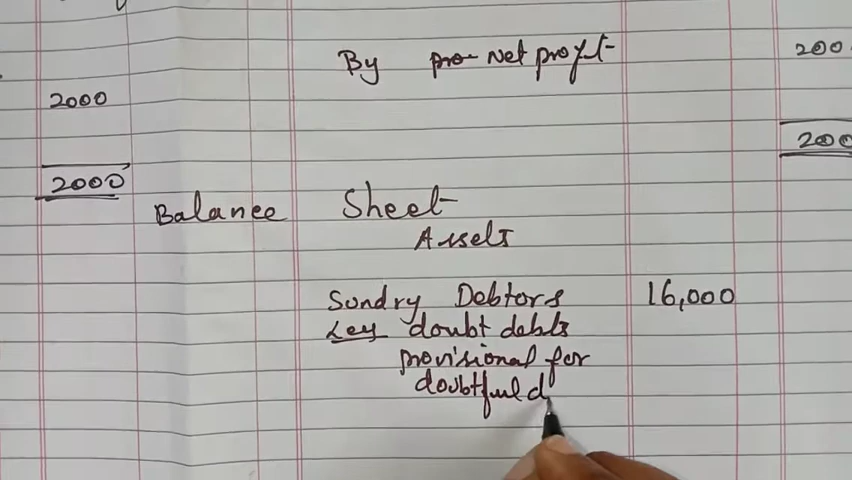 By pro- Net profit 200
2000
200
2000
Balance Sheet
Assets
Sundry Debtors 16,000
Less doubt debts
provisional for
doubtful d